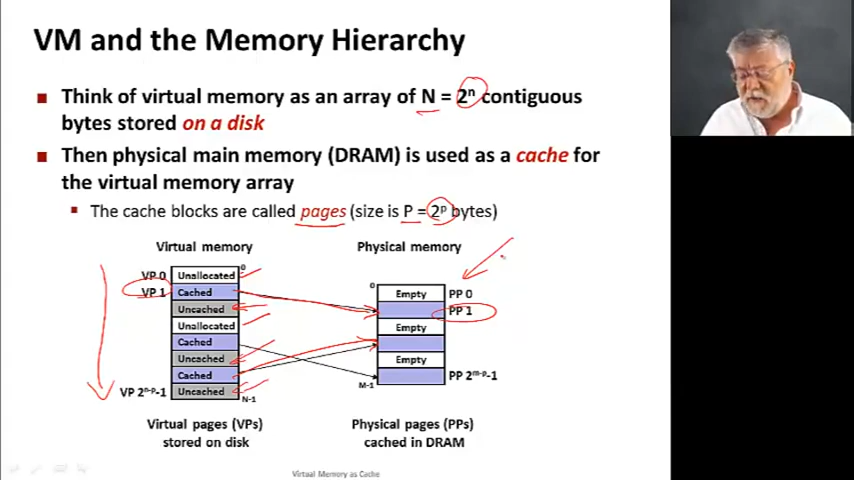 VM and the Memory Hierarchy
Think of virtual memory as an array of N = 2ⁿ contiguous
bytes stored on a disk
Then physical main memory (DRAM) is used as a cache for
the virtual memory array
The cache blocks are called pages (size is P = 2ᵖ bytes)
Virtual memory
Physical memory
VP 0 Unallocated 0
VP 1 Cached
Uncached
Unallocated
Cached
Uncached
Cached
VP 2ⁿ⁻ᵖ-1 Uncached N-1
0 Empty PP 0
PP 1
Empty
Empty
M-1 PP 2ᵐ⁻ᵖ-1
Virtual pages (VPs)
stored on disk
Physical pages (PPs)
cached in DRAM
Virtual Memory as Cache